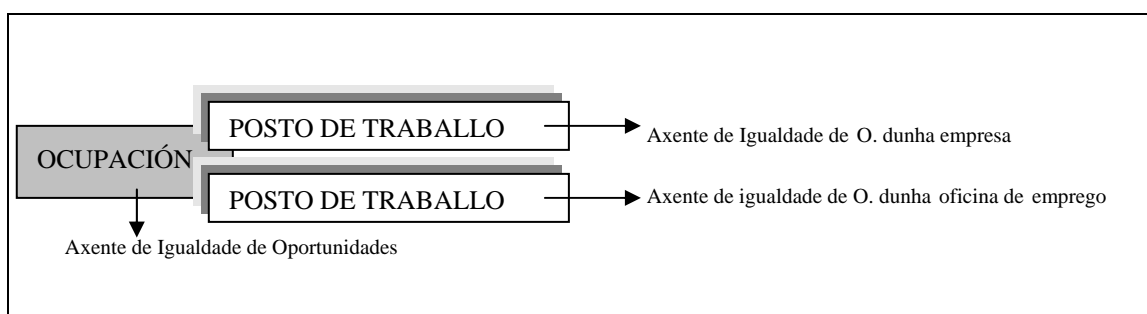 POSTO DE TRABALLO
Axente de Igualdade de O. dunha empresa
OCUPACIÓN
POSTO DE TRABALLO
Axente de igualdade de O. dunha oficina de emprego
Axente de Igualdade de Oportunidades